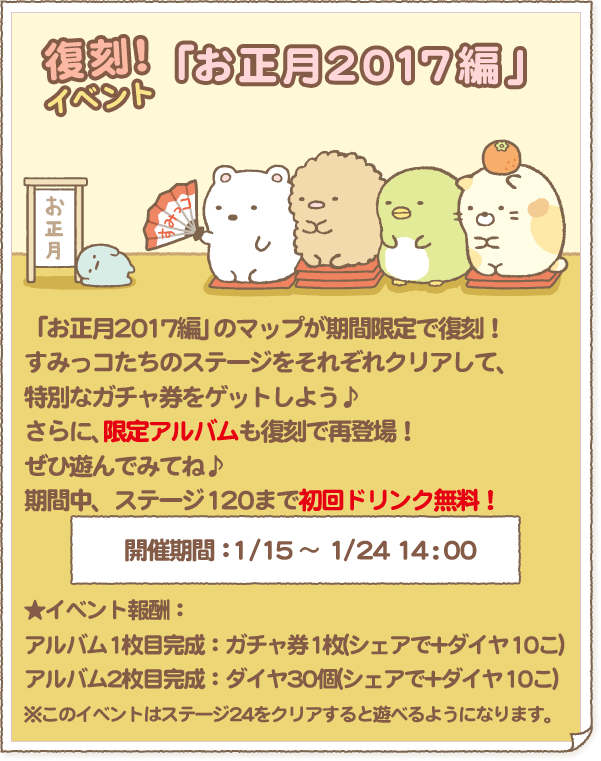 復刻！
イベント
「お正月2017編」
お正月
すみっコ
「お正月2017編」のマップが期間限定で復刻！
すみっコたちのステージをそれぞれクリアして、
特別なガチャ券をゲットしよう♪
さらに、限定アルバムも復刻で再登場！
ぜひ遊んでみてね♪
期間中、ステージ120まで初回ドリンク無料！
開催期間：1/15～ 1/24 14：00
★イベント報酬：
アルバム1枚目完成：ガチャ券1枚(シェアで+ダイヤ10こ)
アルバム2枚目完成：ダイヤ30個(シェアで+ダイヤ10こ)
※このイベントはステージ24をクリアすると遊べるようになります。